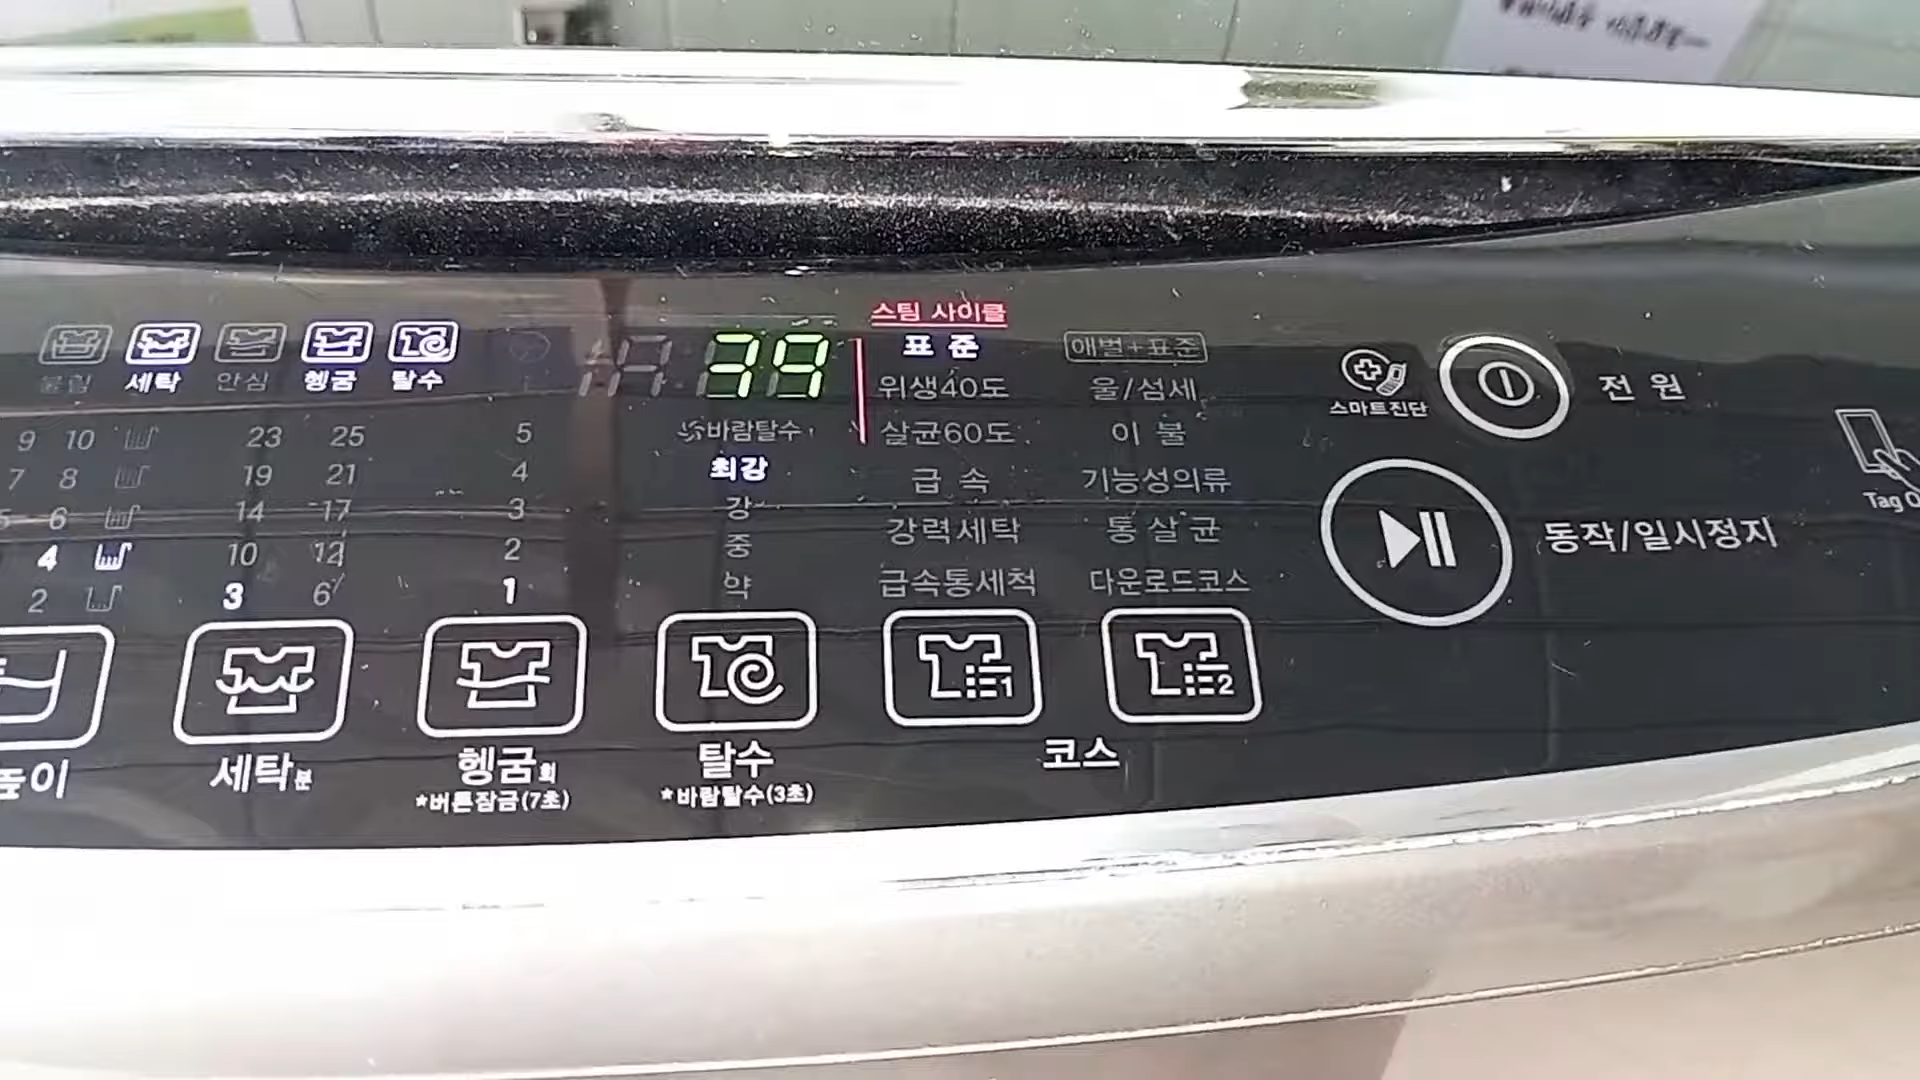 스팀 사이클
세탁 안심 헹굼 탈수
39
표 준 애벌+표준
위생40도 울/섬세
살균60도 이 불
급 속 기능성의류
강력세탁 통 살 균
급속통세척 다운로드코스
9 10 23 25 5
7 8 19 21 4
6 14 17 3
4 10 12 2
2 3 6 1
바람탈수
최강
강
중
약
스마트진단
전 원
동작/일시정지
Tag O
높이
세탁분
헹굼회
*버튼잠금(7초)
탈수
*바람탈수(3초)
1
2
코스